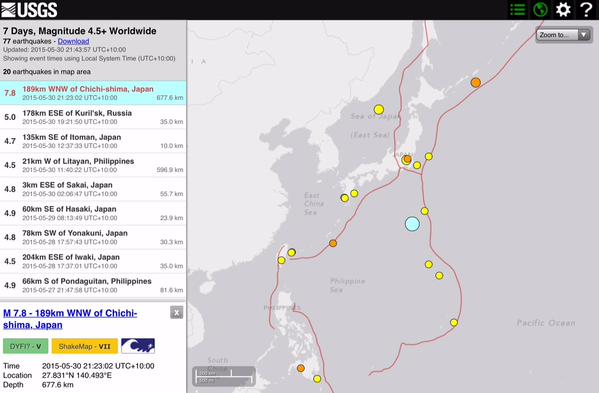 USGS
7 Days, Magnitude 4.5+ Worldwide
77 earthquakes - Download
Updated: 2015-05-30 21:43:57 UTC+10:00
Showing event times using Local System Time (UTC+10:00)
20 earthquakes in map area
7.8 189km WNW of Chichi-shima, Japan
2015-05-30 21:23:02 UTC+10:00 677.6 km
5.0 178km ESE of Kuril'sk, Russia
2015-05-30 19:21:50 UTC+10:00 35.0 km
4.7 135km SE of Itoman, Japan
2015-05-30 12:37:33 UTC+10:00 10.0 km
4.5 21km W of Litayan, Philippines
2015-05-30 11:40:22 UTC+10:00 596.9 km
4.8 3km ESE of Sakai, Japan
2015-05-30 02:06:47 UTC+10:00 55.7 km
4.9 60km SE of Hasaki, Japan
2015-05-29 08:13:49 UTC+10:00 23.9 km
4.8 78km SW of Yonakuni, Japan
2015-05-28 17:57:43 UTC+10:00 30.3 km
4.5 204km ESE of Iwaki, Japan
2015-05-28 17:37:01 UTC+10:00 35.0 km
4.9 66km S of Pondaguitan, Philippines
2015-05-27 21:47:58 UTC+10:00 81.6 km
M 7.8 - 189km WNW of Chichi-
shima, Japan
X
DYFI? - V ShakeMap - VII
Time 2015-05-30 21:23:02 UTC+10:00
Location 27.831°N 140.493°E
Depth 677.6 km
?
Zoom to...
Sea of Japan
(East Sea)
JAPAN
East
China
Sea
Philippine
Sea
PHILIPPINES
Pacific Ocean
South